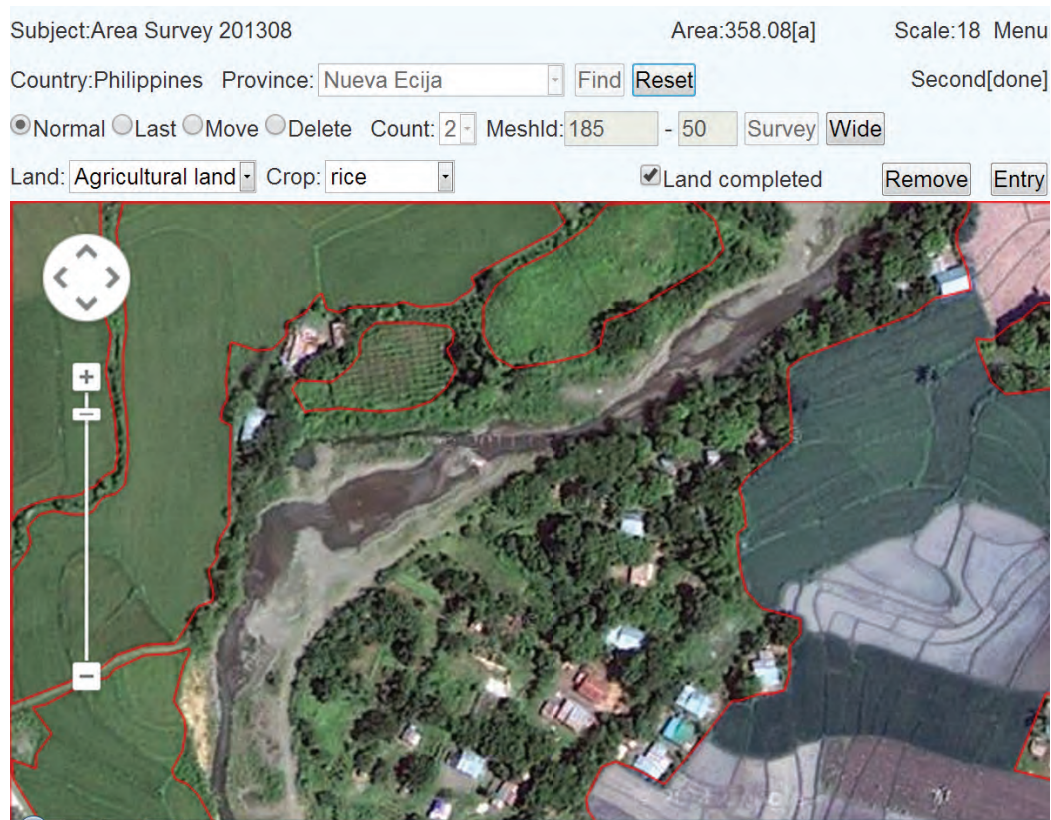 Subject:Area Survey 201308 Area:358.08[a] Scale:18 Menu
Country:Philippines Province: Nueva Ecija Find Reset Second[done]
Normal Last Move Delete Count: 2 MeshId: 185 - 50 Survey Wide
Land: Agricultural land Crop: rice Land completed Remove Entry